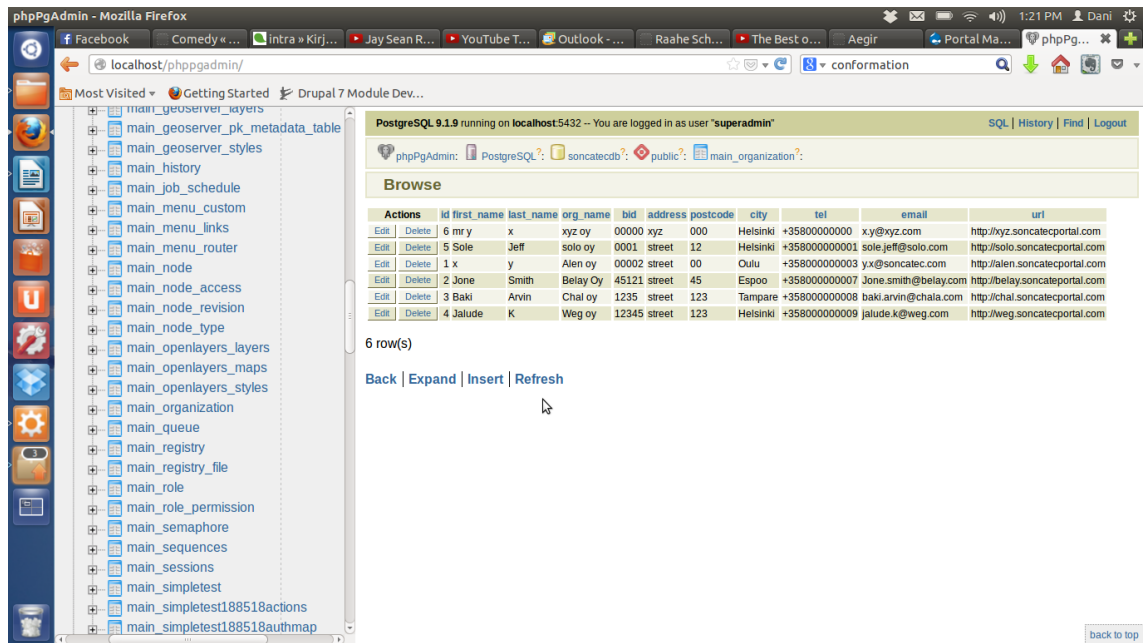 phpPgAdmin - Mozilla Firefox
1:21 PM Dani
Facebook
Comedy « ...
intra » Kirj...
Jay Sean R...
YouTube T...
Outlook - ...
Raahe Sch...
The Best o...
Aegir
Portal Ma...
phpPg...
localhost/phppgadmin/
conformation
Most Visited
Getting Started
Drupal 7 Module Dev...
main_geoserver_layers
main_geoserver_pk_metadata_table
main_geoserver_styles
main_history
main_job_schedule
main_menu_custom
main_menu_links
main_menu_router
main_node
main_node_access
main_node_revision
main_node_type
main_openlayers_layers
main_openlayers_maps
main_openlayers_styles
main_organization
main_queue
main_registry
main_registry_file
main_role
main_role_permission
main_semaphore
main_sequences
main_sessions
main_simpletest
main_simpletest188518actions
main_simpletest188518authmap
PostgreSQL 9.1.9 running on localhost:5432 -- You are logged in as user "superadmin"
SQL | History | Find | Logout
phpPgAdmin: PostgreSQL?: soncatecdb?: public?: main_organization?:
Browse
Actions id first_name last_name org_name bid address postcode city tel email url
Edit Delete 6 mr y x xyz oy 00000 xyz 000 Helsinki +35800000000 x.y@xyz.com http://xyz.soncatecportal.com
Edit Delete 5 Sole Jeff solo oy 0001 street 12 Helsinki +358000000001 sole.jeff@solo.com http://solo.soncatecportal.com
Edit Delete 1 x y Alen oy 00002 street 00 Oulu +358000000003 y.x@soncatec.com http://alen.soncatecportal.com
Edit Delete 2 Jone Smith Belay Oy 45121 street 45 Espoo +358000000007 Jone.smith@belay.com http://belay.soncatecportal.com
Edit Delete 3 Baki Arvin Chal oy 1235 street 123 Tampare +358000000008 baki.arvin@chala.com http://chal.soncatecportal.com
Edit Delete 4 Jalude K Weg oy 12345 street 123 Helsinki +358000000009 jalude.k@weg.com http://weg.soncatecportal.com
6 row(s)
Back | Expand | Insert | Refresh
3
back to top